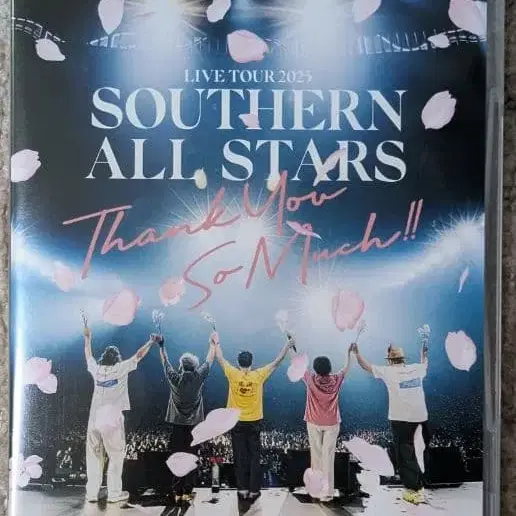 LIVE TOUR 2025
SOUTHERN
ALL STARS
Thank You
So Much!!